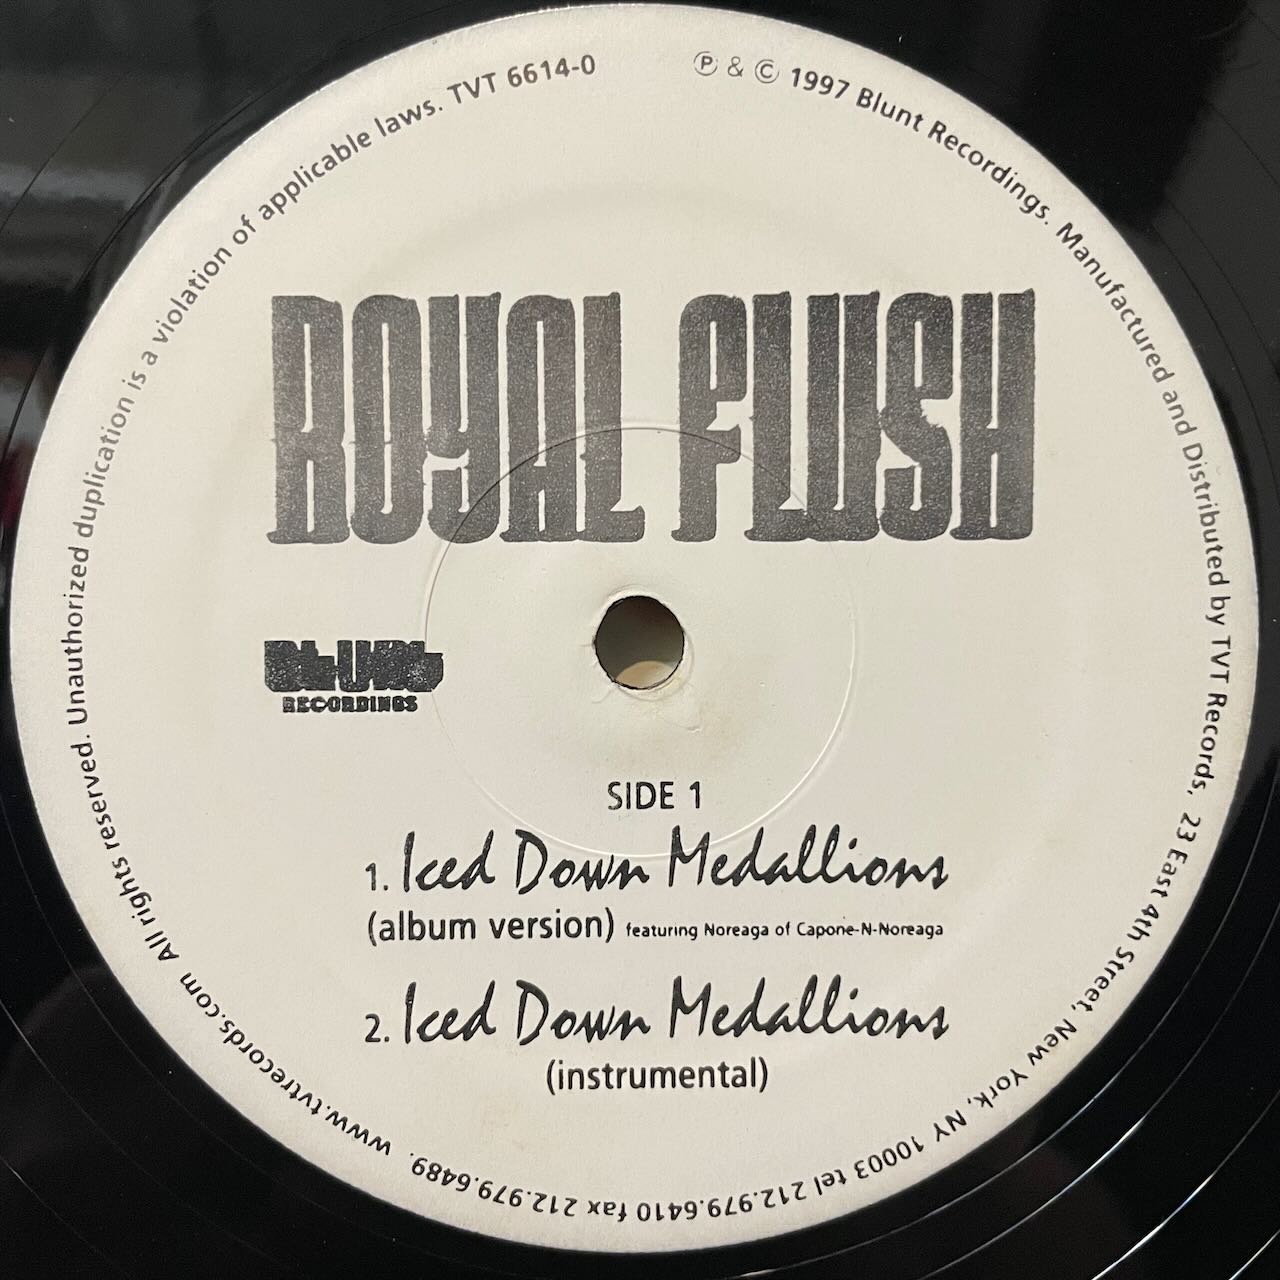 ℗ & © 1997 Blunt Recordings. Manufactured and Distributed by TVT Records, 23 East 4th Street, New York, NY 10003 tel 212.979.6410 fax 212.979.6489. www.tvtrecords.com All rights reserved. Unauthorized duplication is a violation of applicable laws. TVT 6614-0
ROYAL FLUSH
BLUNT
RECORDINGS
SIDE 1
1. Iced Down Medallions
(album version) featuring Noreaga of Capone-N-Noreaga
2. Iced Down Medallions
(instrumental)